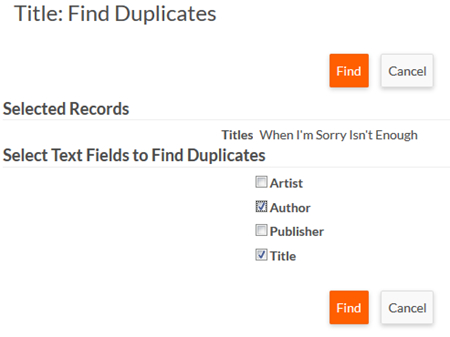 Title: Find Duplicates
Find Cancel
Selected Records
Titles When I'm Sorry Isn't Enough
Select Text Fields to Find Duplicates
Artist
Author
Publisher
Title
Find Cancel